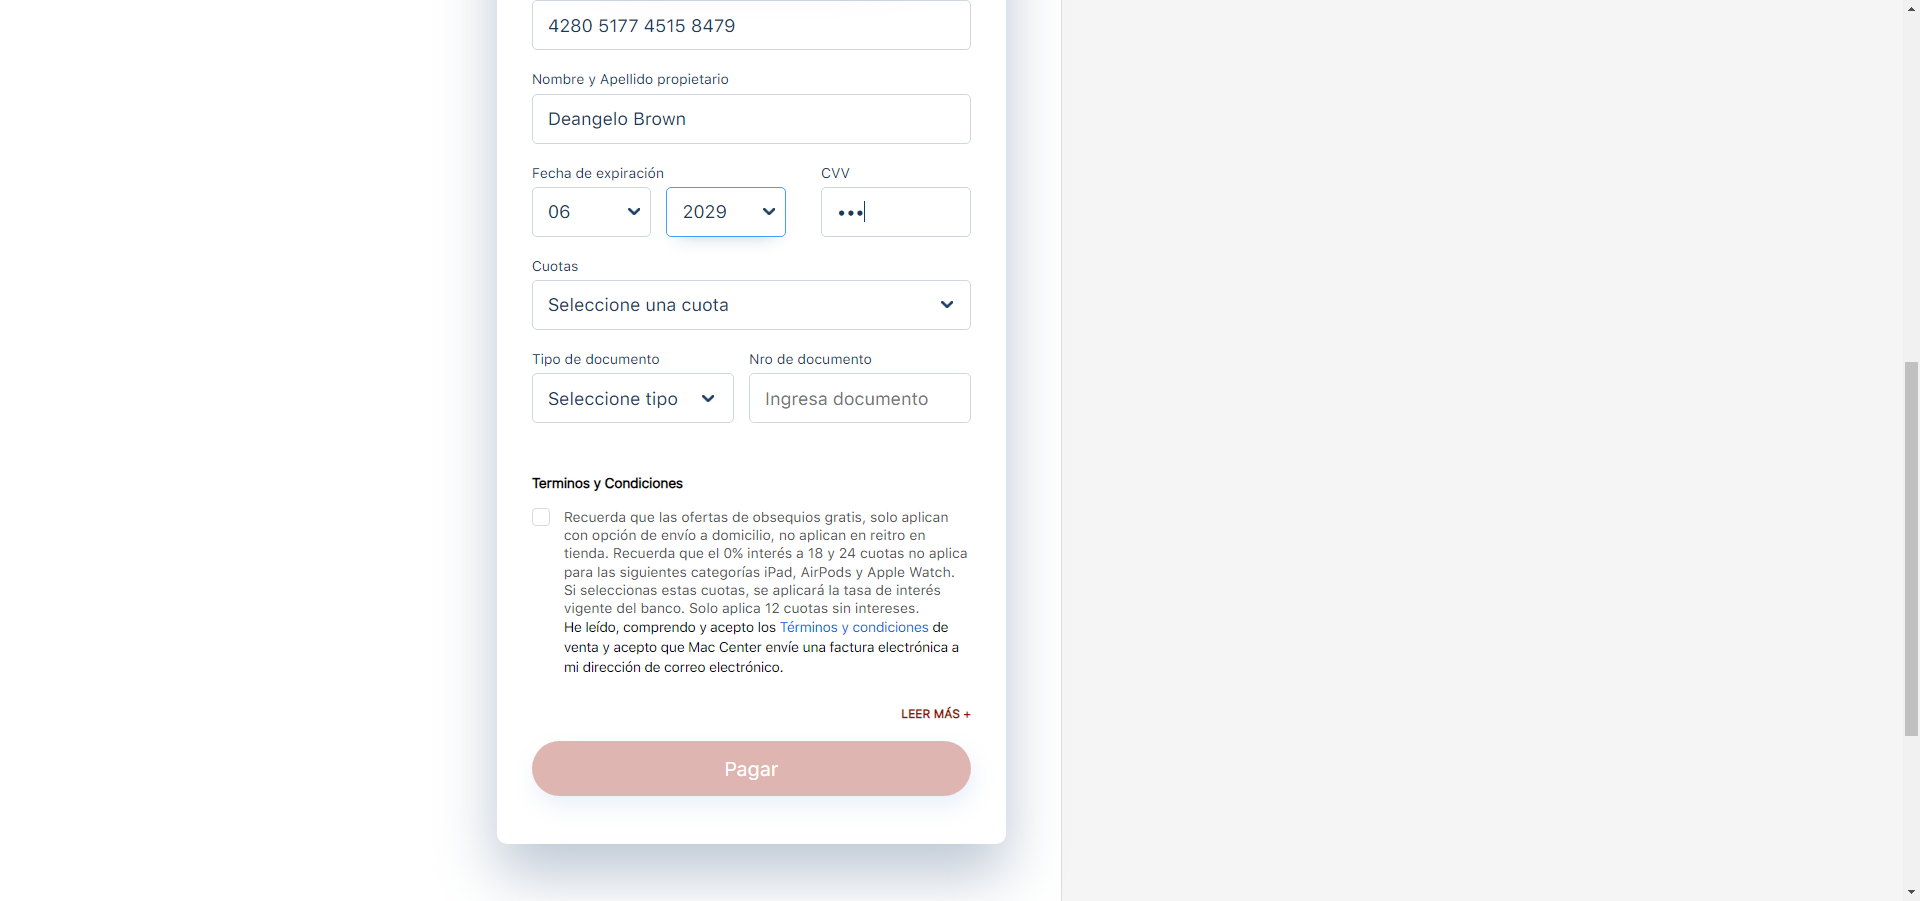 4280 5177 4515 8479
Nombre y Apellido propietario
Deangelo Brown
Fecha de expiración
CVV
06
2029
•••
Cuotas
Seleccione una cuota
Tipo de documento
Nro de documento
Seleccione tipo
Ingresa documento
Terminos y Condiciones
Recuerda que las ofertas de obsequios gratis, solo aplican
con opción de envío a domicilio, no aplican en reitro en
tienda. Recuerda que el 0% interés a 18 y 24 cuotas no aplica
para las siguientes categorías iPad, AirPods y Apple Watch.
Si seleccionas estas cuotas, se aplicará la tasa de interés
vigente del banco. Solo aplica 12 cuotas sin intereses.
He leído, comprendo y acepto los Términos y condiciones de
venta y acepto que Mac Center envíe una factura electrónica a
mi dirección de correo electrónico.
LEER MÁS +
Pagar